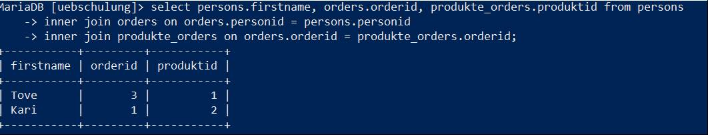 MariaDB [uebschulung]> select persons.firstname, orders.orderid, produkte_orders.produktid from persons
    -> inner join orders on orders.personid = persons.personid
    -> inner join produkte_orders on orders.orderid = produkte_orders.orderid;
+-----------+---------+-----------+
| firstname | orderid | produktid |
+-----------+---------+-----------+
| Tove      |       3 |         1 |
| Kari      |       1 |         2 |
+-----------+---------+-----------+